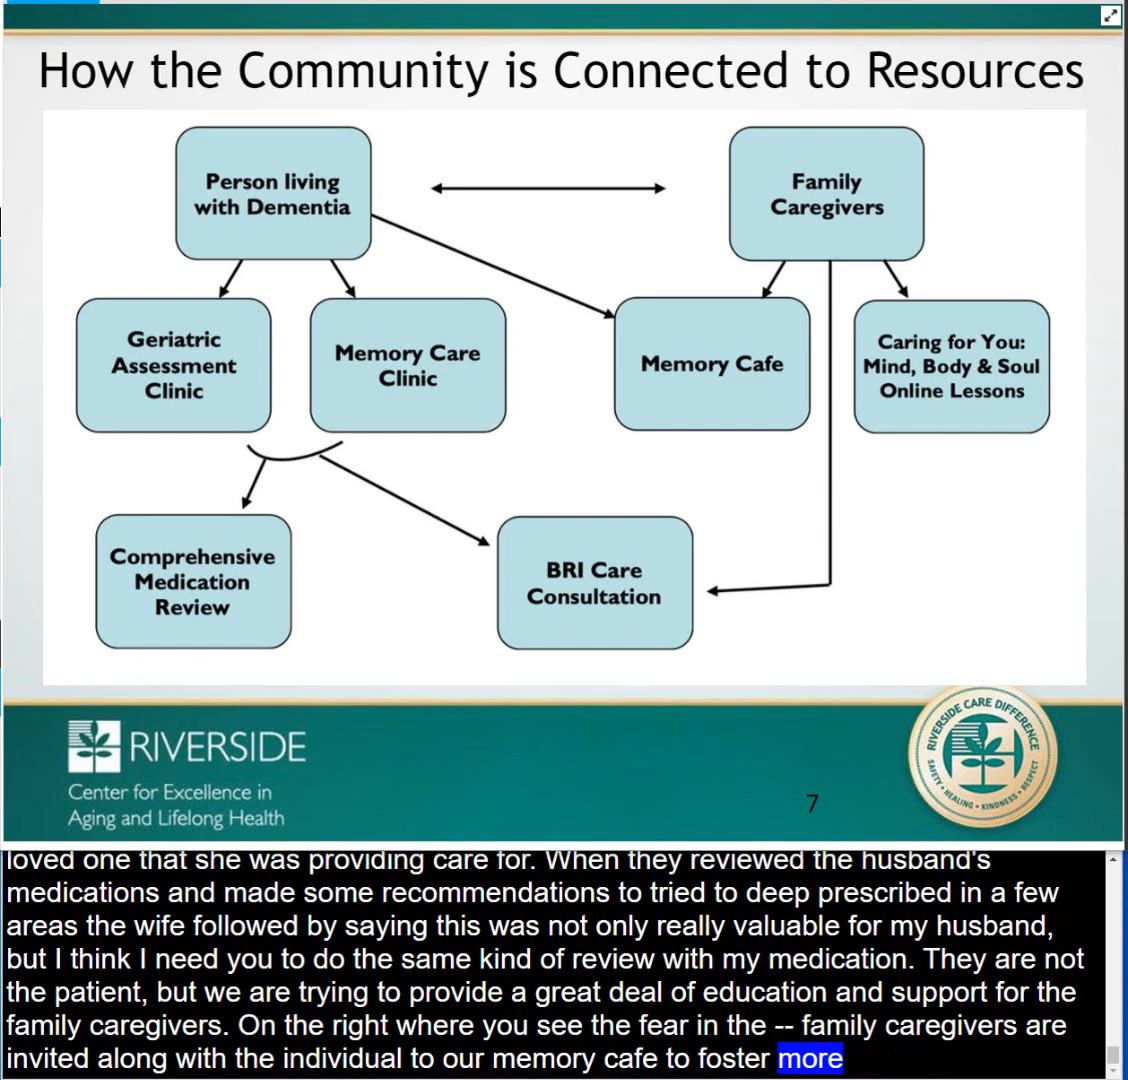 How the Community is Connected to Resources
Person living
with Dementia
Family
Caregivers
Geriatric
Assessment
Clinic
Memory Care
Clinic
Memory Cafe
Caring for You:
Mind, Body & Soul
Online Lessons
Comprehensive
Medication
Review
BRI Care
Consultation
RIVERSIDE
Center for Excellence in
Aging and Lifelong Health
7
RIVERSIDE CARE DIFFERENCE
SAFETY • HEALING • KINDNESS • RESPECT
loved one that she was providing care for. When they reviewed the husband's
medications and made some recommendations to tried to deep prescribed in a few
areas the wife followed by saying this was not only really valuable for my husband,
but I think I need you to do the same kind of review with my medication. They are not
the patient, but we are trying to provide a great deal of education and support for the
family caregivers. On the right where you see the fear in the -- family caregivers are
invited along with the individual to our memory cafe to foster more